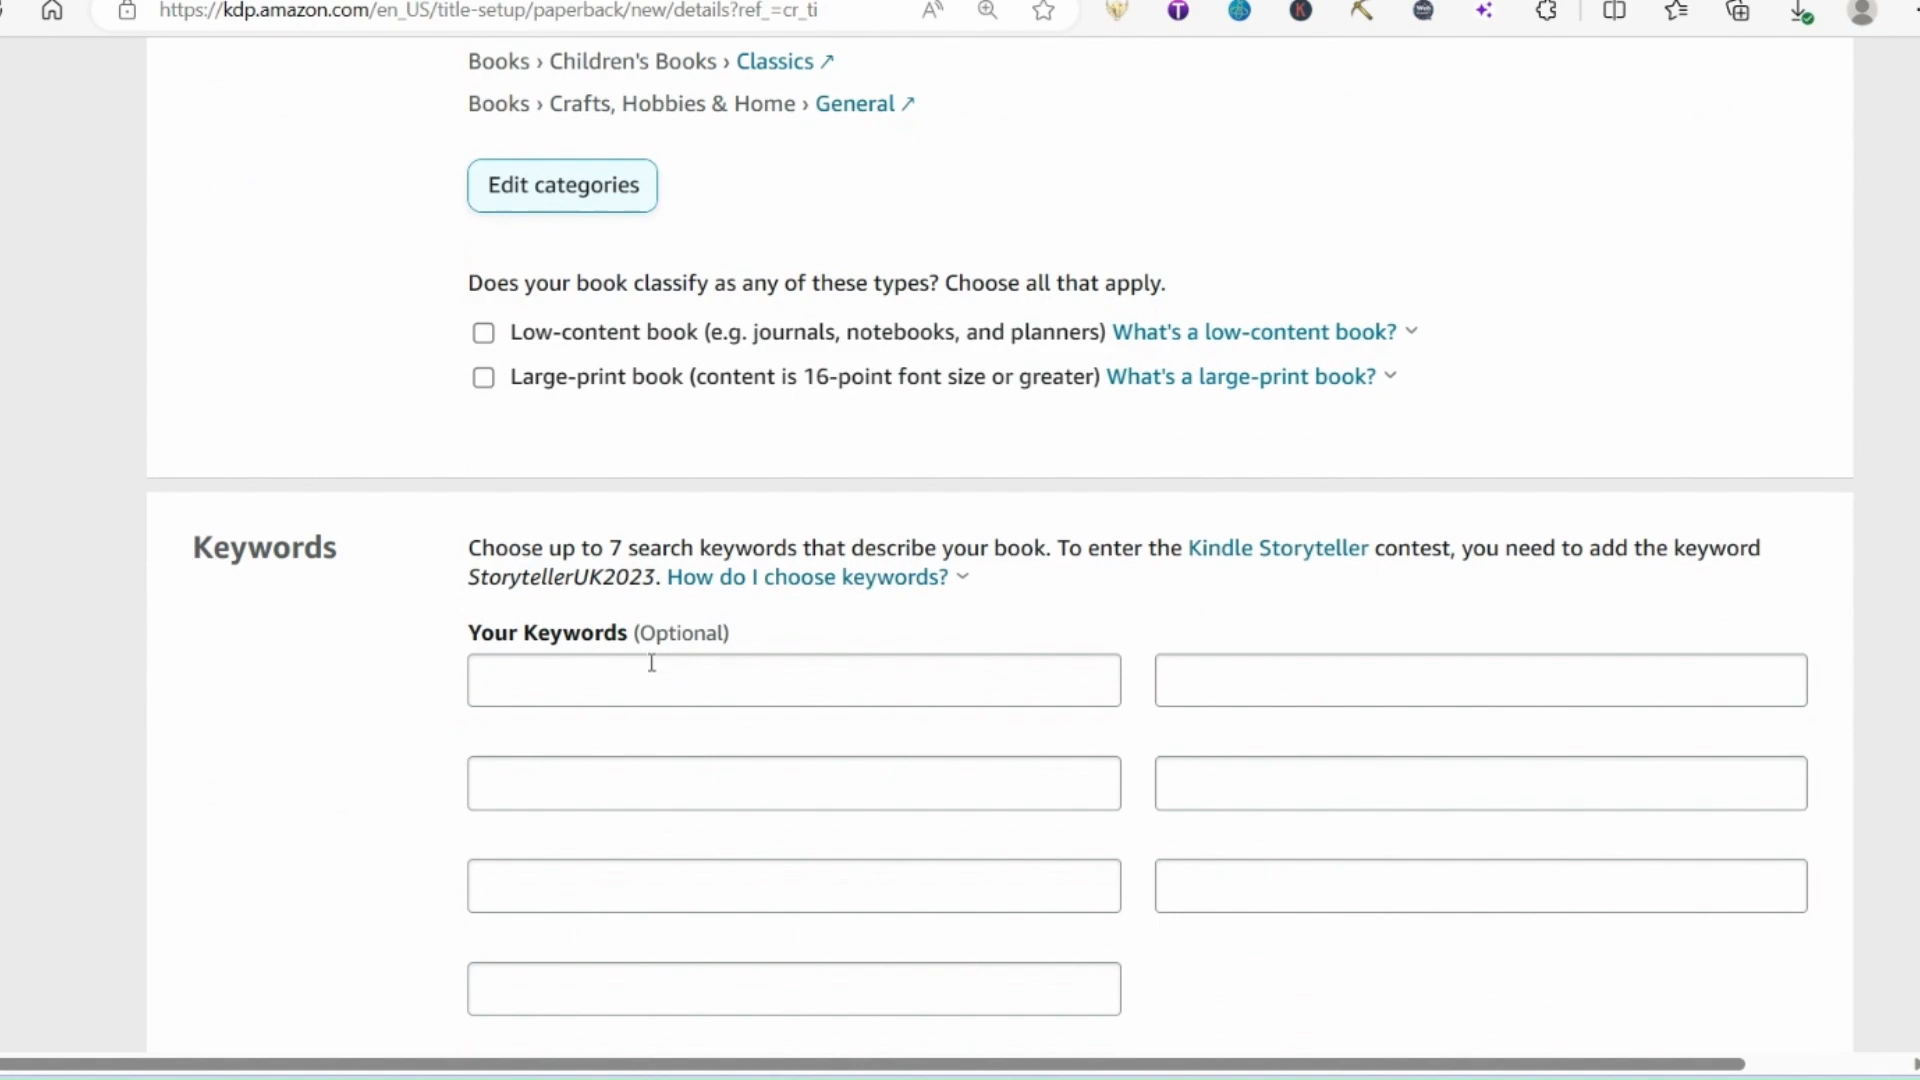 https://kdp.amazon.com/en_US/title-setup/paperback/new/details?ref_=cr_ti
Books › Children's Books › Classics ↗
Books › Crafts, Hobbies & Home › General ↗
Edit categories
Does your book classify as any of these types? Choose all that apply.
Low-content book (e.g. journals, notebooks, and planners) What's a low-content book?
Large-print book (content is 16-point font size or greater) What's a large-print book?
Keywords
Choose up to 7 search keywords that describe your book. To enter the Kindle Storyteller contest, you need to add the keyword
StorytellerUK2023. How do I choose keywords?
Your Keywords (Optional)